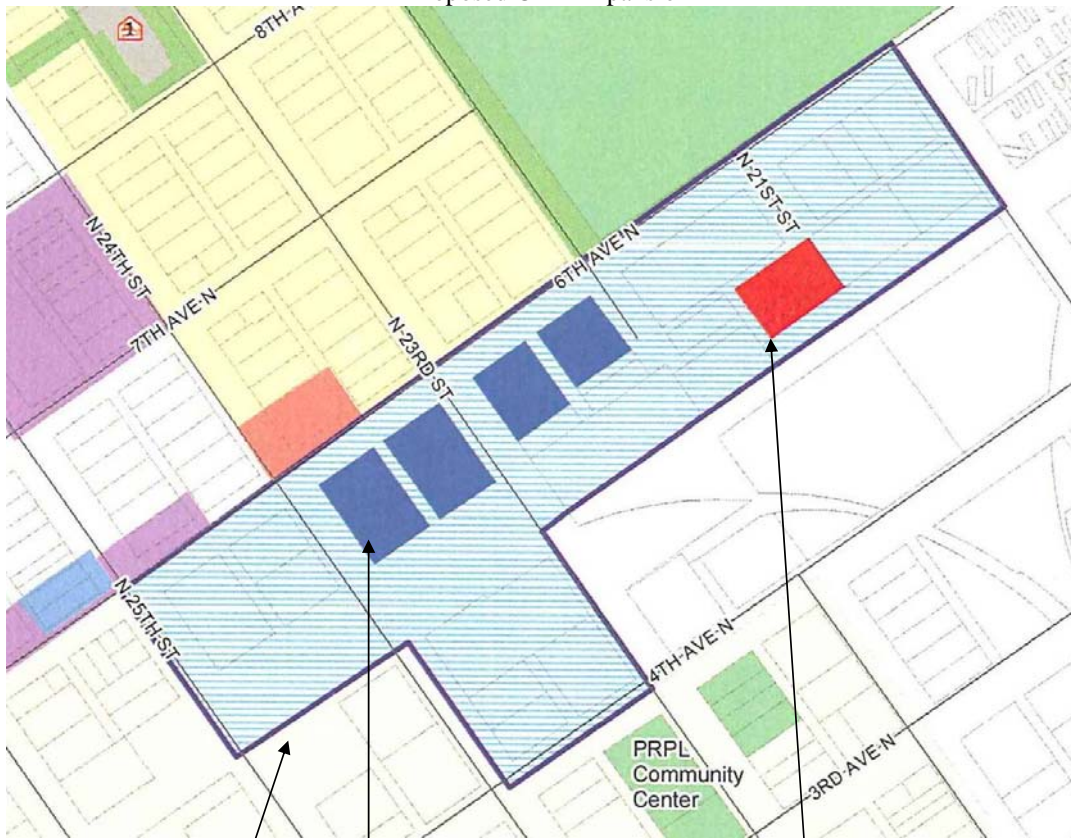 8TH A
1
N 24TH ST
7TH AVE N
N 21ST ST
6TH AVE N
N 23RD ST
N 25TH ST
4TH AVE N
PRPL
Community
Center
3RD AVE N